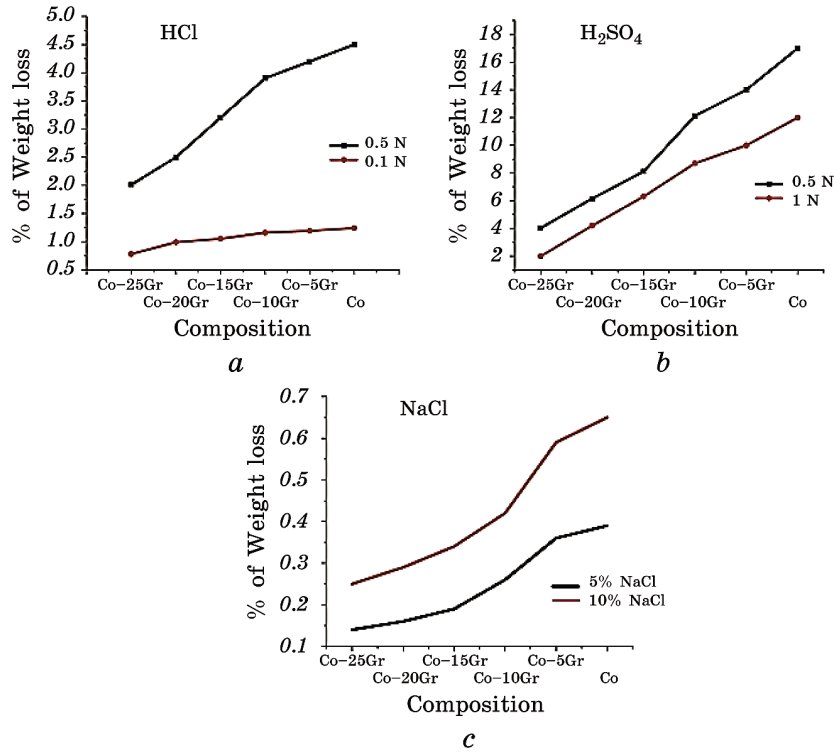 HCl
% of Weight loss
5.0
4.5
4.0
3.5
3.0
2.5
2.0
1.5
1.0
0.5
0.5 N
0.1 N
Co–25Gr Co–15Gr Co–5Gr
Co–20Gr Co–10Gr Co
Composition
a
H₂SO₄
% of Weight loss
18
16
14
12
10
8
6
4
2
0.5 N
1 N
Co–25Gr Co–15Gr Co–5Gr
Co–20Gr Co–10Gr Co
Composition
b
NaCl
% of Weight loss
0.7
0.6
0.5
0.4
0.3
0.2
0.1
5% NaCl
10% NaCl
Co–25Gr Co–15Gr Co–5Gr
Co–20Gr Co–10Gr Co
Composition
c